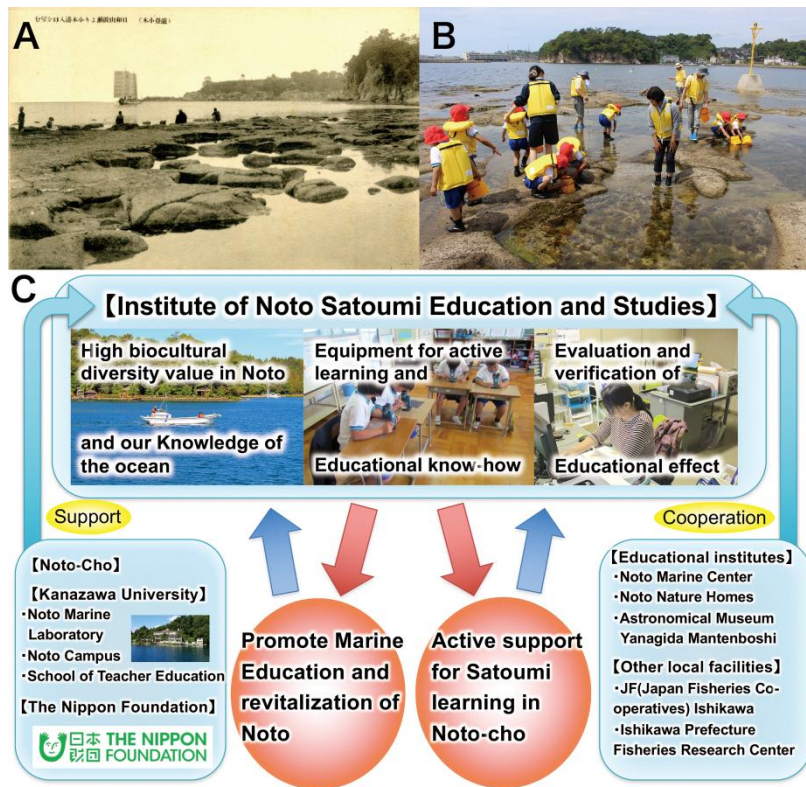 A
B
C
【Institute of Noto Satoumi Education and Studies】
High biocultural
diversity value in Noto
and our Knowledge of
the ocean
Equipment for active
learning and
Educational know-how
Evaluation and
verification of
Educational effect
Support
【Noto-Cho】
【Kanazawa University】
・Noto Marine
Laboratory
・Noto Campus
・School of Teacher Education
【The Nippon Foundation】
日本
財団
THE NIPPON
FOUNDATION
Promote Marine
Education and
revitalization of
Noto
Active support
for Satoumi
learning in
Noto-cho
Cooperation
【Educational institutes】
・Noto Marine Center
・Noto Nature Homes
・Astronomical Museum
Yanagida Mantenboshi
【Other local facilities】
・JF(Japan Fisheries Co-
operatives) Ishikawa
・Ishikawa Prefecture
Fisheries Research Center